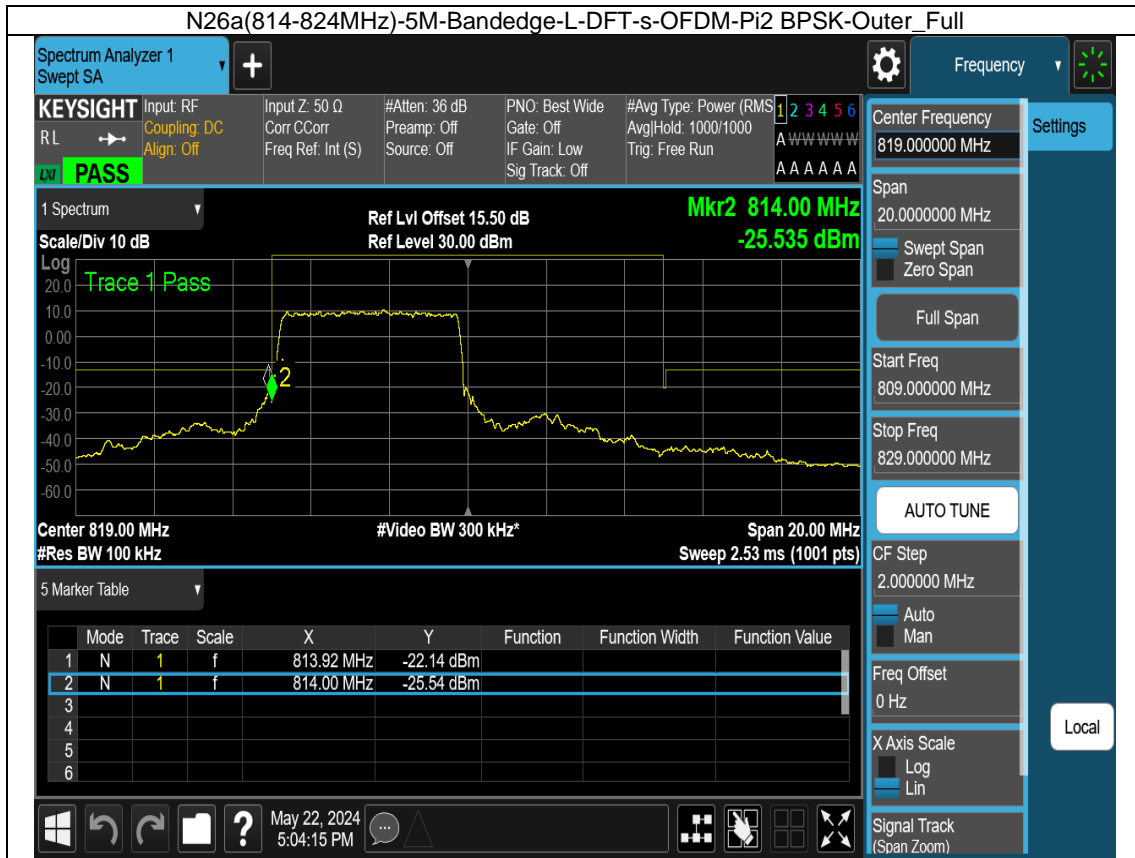 N26a(814-824MHz)-5M-Bandedge-L-DFT-s-OFDM-Pi2 BPSK-Outer_Full
Spectrum Analyzer 1
Swept SA
+
Frequency
KEYSIGHT
RL
LXI PASS
Input: RF
Coupling: DC
Align: Off
Input Z: 50 Ω
Corr CCorr
Freq Ref: Int (S)
#Atten: 36 dB
Preamp: Off
Source: Off
PNO: Best Wide
Gate: Off
IF Gain: Low
Sig Track: Off
#Avg Type: Power (RMS
Avg|Hold: 1000/1000
Trig: Free Run
1 2 3 4 5 6
A W W W W W
A A A A A A
1 Spectrum
Scale/Div 10 dB
Ref Lvl Offset 15.50 dB
Ref Level 30.00 dBm
Mkr2 814.00 MHz
-25.535 dBm
Log
Trace 1 Pass
20.0
10.0
0.00
-10.0
-20.0
-30.0
-40.0
-50.0
-60.0
2
Center 819.00 MHz
#Video BW 300 kHz*
Span 20.00 MHz
#Res BW 100 kHz
Sweep 2.53 ms (1001 pts)
5 Marker Table
Mode Trace Scale X Y Function Function Width Function Value
1 N 1 f 813.92 MHz -22.14 dBm
2 N 1 f 814.00 MHz -25.54 dBm
3
4
5
6
?
May 22, 2024
5:04:15 PM
Center Frequency
819.000000 MHz
Span
20.0000000 MHz
Swept Span
Zero Span
Full Span
Start Freq
809.000000 MHz
Stop Freq
829.000000 MHz
AUTO TUNE
CF Step
2.000000 MHz
Auto
Man
Freq Offset
0 Hz
X Axis Scale
Log
Lin
Signal Track
(Span Zoom)
Settings
Local